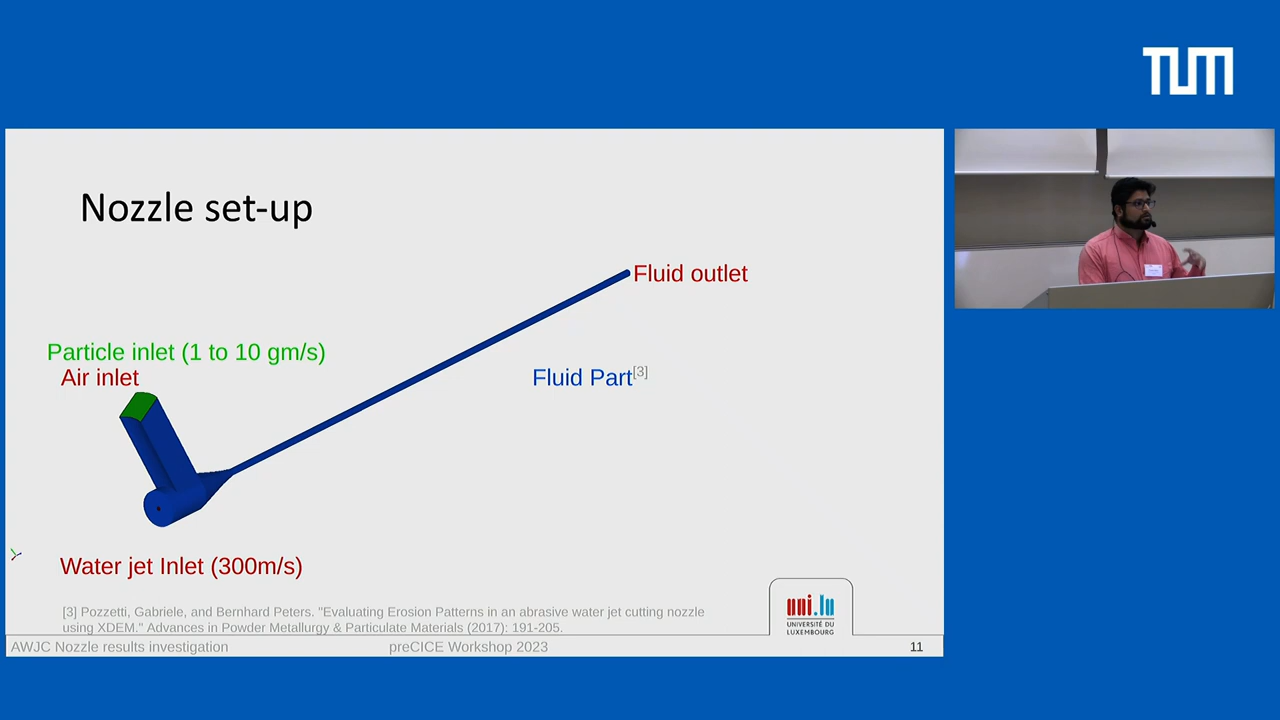 TUM
Nozzle set-up
Fluid outlet
Particle inlet (1 to 10 gm/s)
Air inlet
Fluid Part[3]
Water jet Inlet (300m/s)
[3] Pozzetti, Gabriele, and Bernhard Peters. "Evaluating Erosion Patterns in an abrasive water jet cutting nozzle
using XDEM." Advances in Powder Metallurgy & Particulate Materials (2017): 191-205.
uni.lu
UNIVERSITÉ DU
LUXEMBOURG
AWJC Nozzle results investigation
preCICE Workshop 2023
11